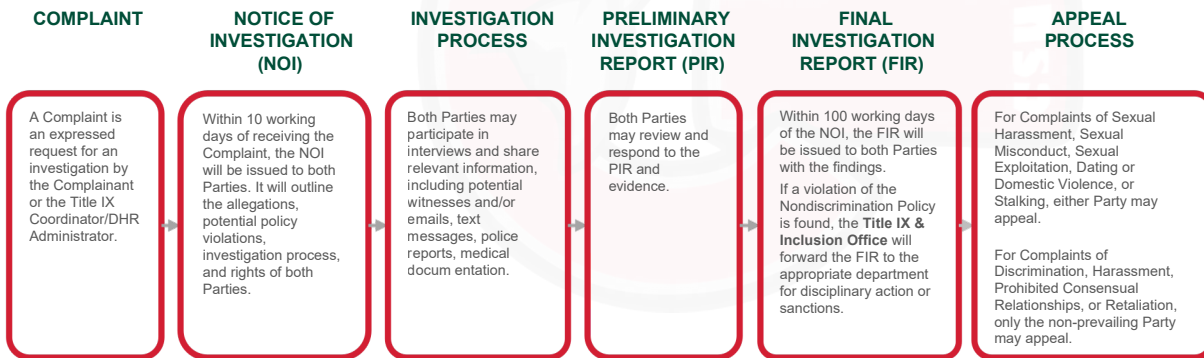 COMPLAINT
A Complaint is
an expressed
request for an
investigation by
the Complainant
or the Title IX
Coordinator/DHR
Administrator.
NOTICE OF
INVESTIGATION
(NOI)
Within 10 working
days of receiving the
Complaint, the NOI
will be issued to both
Parties. It will outline
the allegations,
potential policy
violations,
investigation process,
and rights of both
Parties.
INVESTIGATION
PROCESS
Both Parties may
participate in
interviews and share
relevant information,
including potential
witnesses and/or
emails, text
messages, police
reports, medical
docum entation.
PRELIMINARY
INVESTIGATION
REPORT (PIR)
Both Parties
may review and
respond to the
PIR and
evidence.
FINAL
INVESTIGATION
REPORT (FIR)
Within 100 working days
of the NOI, the FIR will
be issued to both Parties
with the findings.
If a violation of the
Nondiscrimination Policy
is found, the Title IX &
Inclusion Office will
forward the FIR to the
appropriate department
for disciplinary action or
sanctions.
APPEAL
PROCESS
For Complaints of Sexual
Harassment, Sexual
Misconduct, Sexual
Exploitation, Dating or
Domestic Violence, or
Stalking, either Party may
appeal.
For Complaints of
Discrimination, Harassment,
Prohibited Consensual
Relationships, or Retaliation,
only the non-prevailing Party
may appeal.